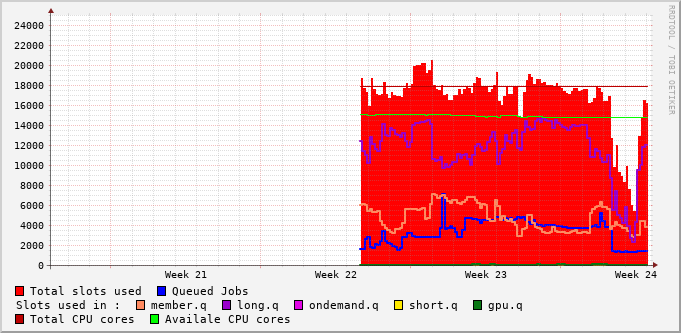 RRDTOOL / TOBI OETIKER
24000
22000
20000
18000
16000
14000
12000
10000
8000
6000
4000
2000
0
Week 21 Week 22 Week 23 Week 24
Total slots used Queued Jobs
Slots used in : member.q long.q ondemand.q short.q gpu.q
Total CPU cores Availale CPU cores